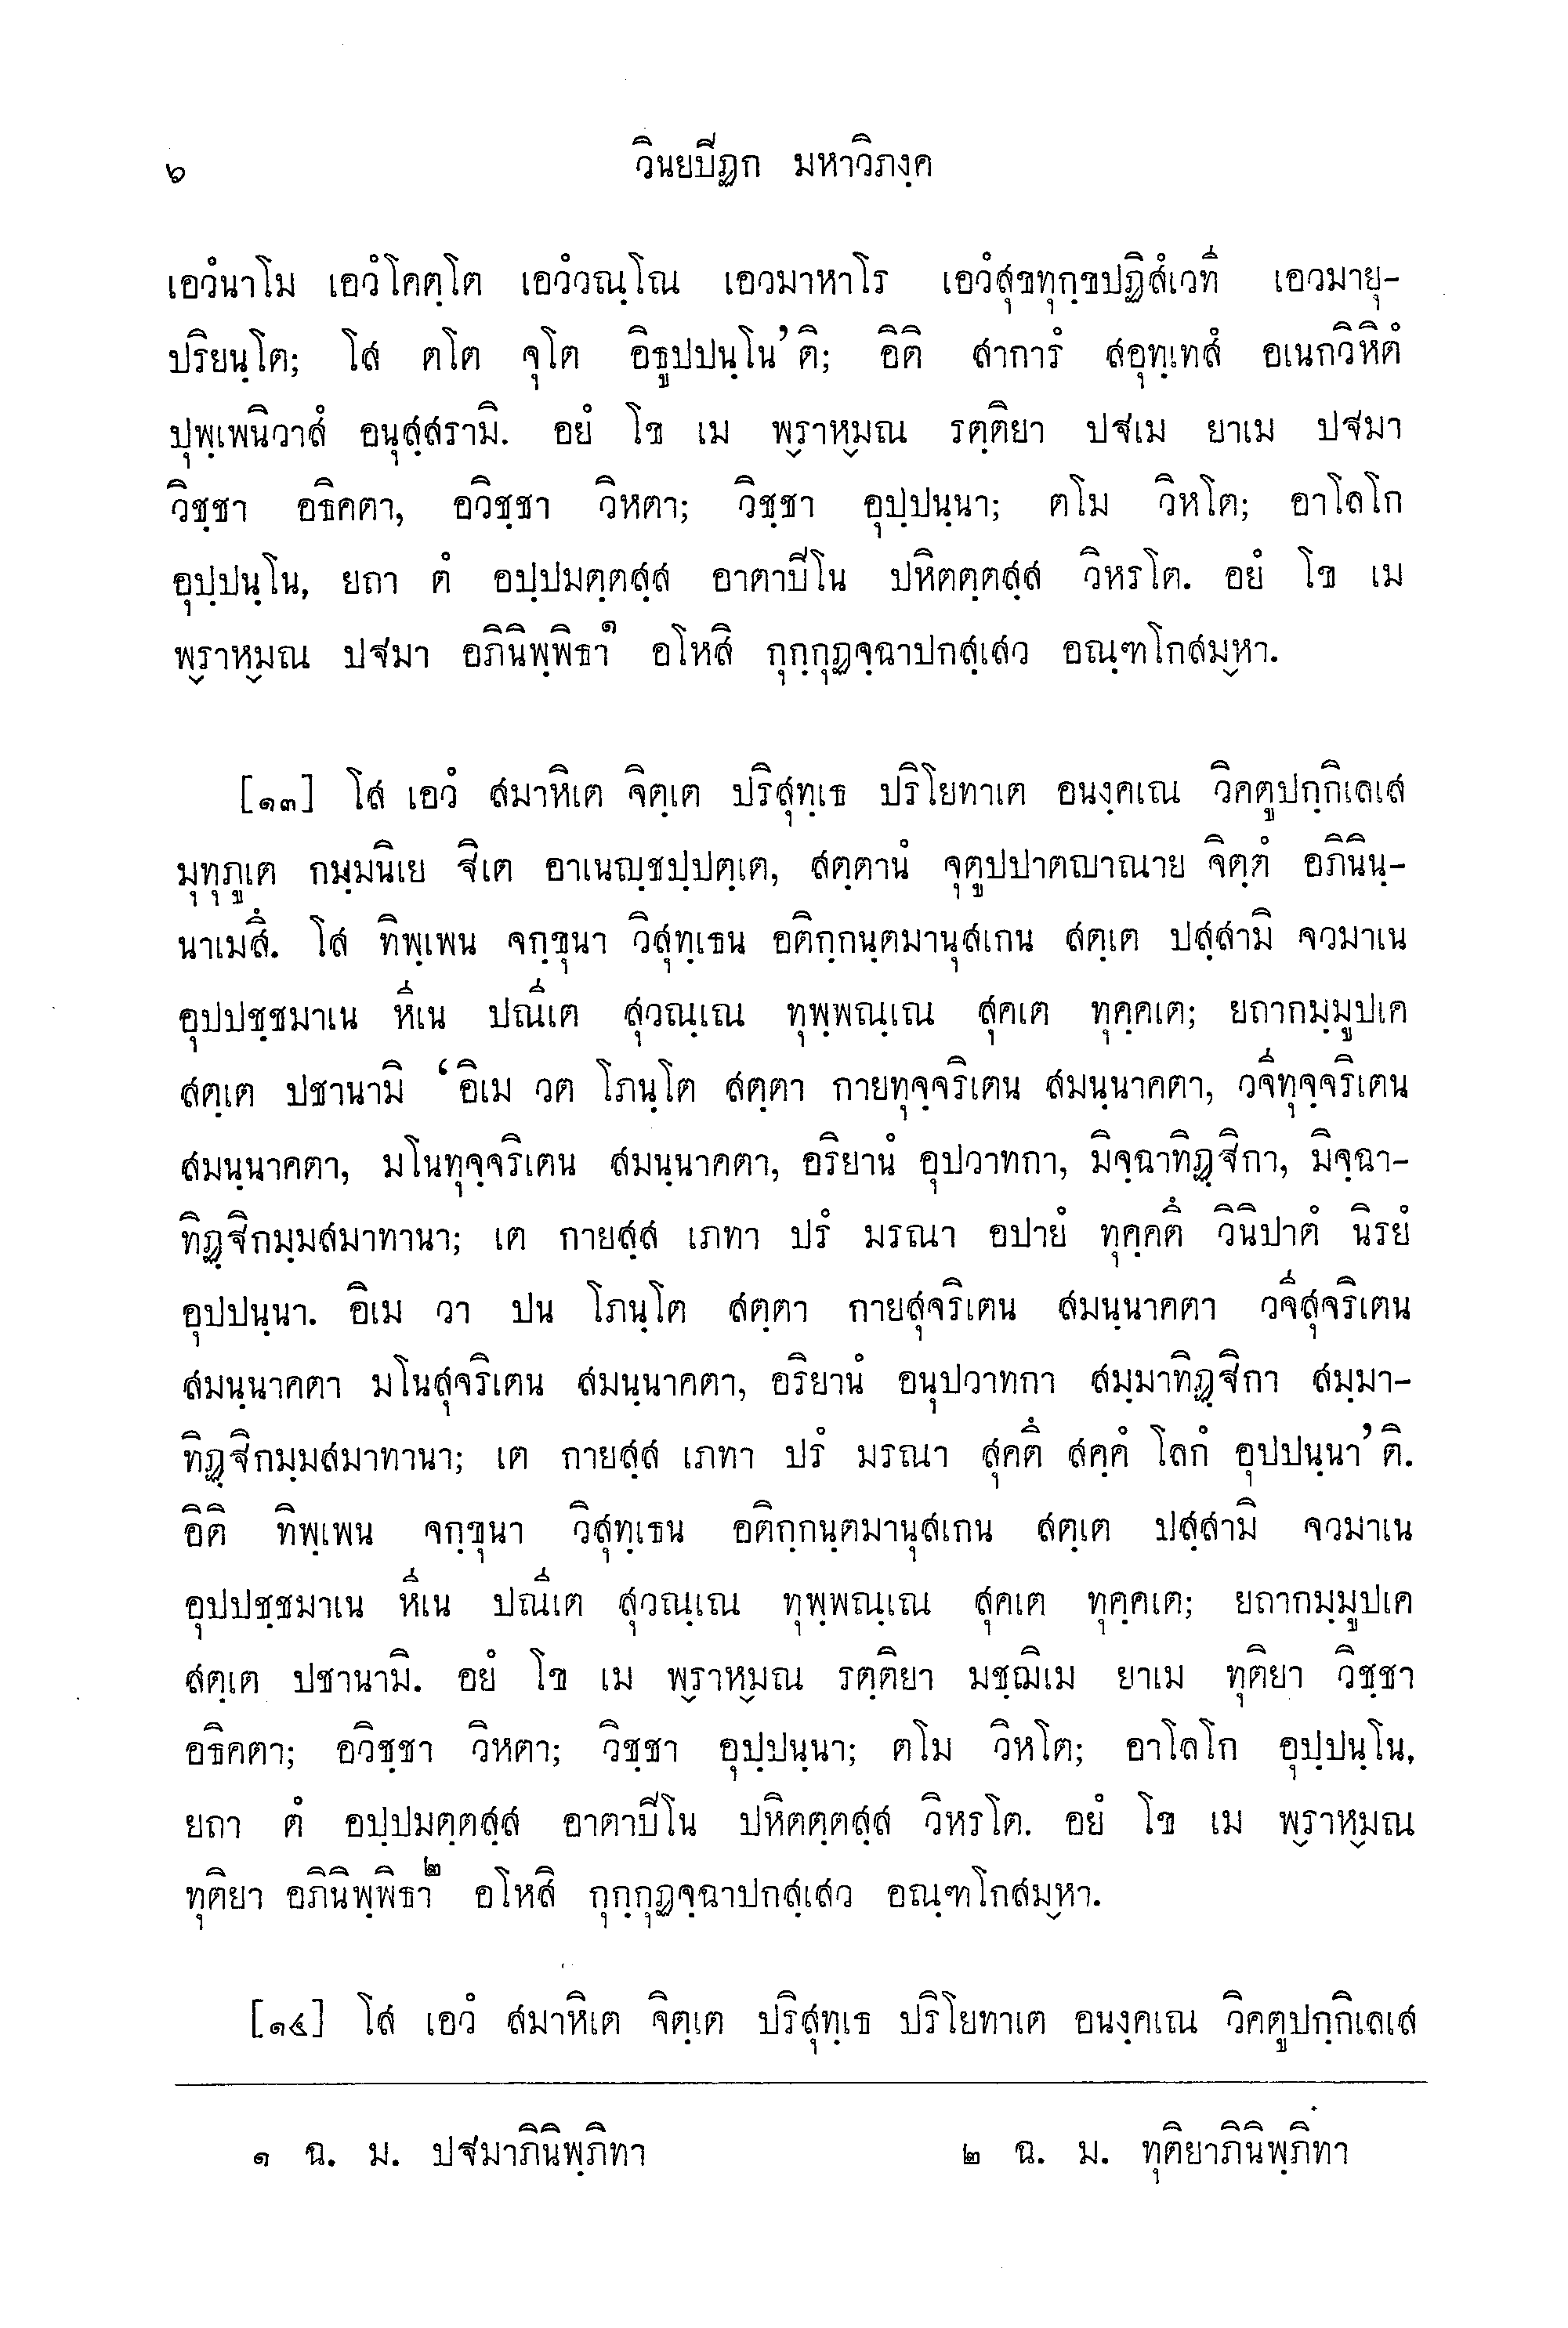 ๖ วินยปีฏก มหาวิภงฺค
เอวํนาโม เอวํโคตฺโต เอวํวณฺโณ เอวมาหาโร เอวํสุขทุกฺขปฏิสํเวที เอวมายุ-
ปริยนฺโต; โส ตโต จุโต อิธูปปนฺโน’ติ; อิติ สาการํ สอุทฺเทสํ อเนกวิหิตํ
ปุพฺเพนิวาสํ อนุสฺสรามิ. อยํ โข เม พฺราหฺมณ รตฺติยา ปฐเม ยาเม ปฐมา
วิชฺชา อธิคตา, อวิชฺชา วิหตา; วิชฺชา อุปฺปนฺนา; ตโม วิหโต; อาโลโก
อุปฺปนฺโน, ยถา ตํ อปฺปมตฺตสฺส อาตาปีโน ปหิตตฺตสฺส วิหรโต. อยํ โข เม
พฺราหฺมณ ปฐมา อภินิพฺพิธา๑ อโหสิ กุกฺกุฏจฺฉาปกสฺเสว อณฺฑโกสมฺหา.
[๑๓] โส เอวํ สมาหิเต จิตฺเต ปริสุทฺเธ ปริโยทาเต อนงฺคเณ วิคตูปกฺกิเลเส
มุทุภูเต กมฺมนิเย ฐิเต อาเนญฺชปฺปตฺเต, สตฺตานํ จุตูปปาตญาณาย จิตฺตํ อภินินฺ-
นาเมสึ. โส ทิพฺเพน จกฺขุนา วิสุทฺเธน อติกฺกนฺตมานุสเกน สตฺเต ปสฺสามิ จวมาเน
อุปปชฺชมาเน หีเน ปณีเต สุวณฺเณ ทุพฺพณฺเณ สุคเต ทุคฺคเต; ยถากมฺมูปเค
สตฺเต ปชานามิ ‘อิเม วต โภนฺโต สตฺตา กายทุจฺจริเตน สมนฺนาคตา, วจีทุจฺจริเตน
สมนฺนาคตา, มโนทุจฺจริเตน สมนฺนาคตา, อริยานํ อุปวาทกา, มิจฺฉาทิฏฺฐิกา, มิจฺฉา-
ทิฏฺฐิกมฺมสมาทานา; เต กายสฺส เภทา ปรํ มรณา อปายํ ทุคฺคตึ วินิปาตํ นิรยํ
อุปปนฺนา. อิเม วา ปน โภนฺโต สตฺตา กายสุจริเตน สมนฺนาคตา วจีสุจริเตน
สมนฺนาคตา มโนสุจริเตน สมนฺนาคตา, อริยานํ อนุปวาทกา สมฺมาทิฏฺฐิกา สมฺมา-
ทิฏฺฐิกมฺมสมาทานา; เต กายสฺส เภทา ปรํ มรณา สุคตึ สคฺคํ โลกํ อุปปนฺนา’ติ.
อิติ ทิพฺเพน จกฺขุนา วิสุทฺเธน อติกฺกนฺตมานุสเกน สตฺเต ปสฺสามิ จวมาเน
อุปปชฺชมาเน หีเน ปณีเต สุวณฺเณ ทุพฺพณฺเณ สุคเต ทุคฺคเต; ยถากมฺมูปเค
สตฺเต ปชานามิ. อยํ โข เม พฺราหฺมณ รตฺติยา มชฺฌิเม ยาเม ทุติยา วิชฺชา
อธิคตา; อวิชฺชา วิหตา; วิชฺชา อุปฺปนฺนา; ตโม วิหโต; อาโลโก อุปฺปนฺโน,
ยถา ตํ อปฺปมตฺตสฺส อาตาปีโน ปหิตตฺตสฺส วิหรโต. อยํ โข เม พฺราหฺมณ
ทุติยา อภินิพฺพิธา๒ อโหสิ กุกฺกุฏจฺฉาปกสฺเสว อณฺฑโกสมฺหา.
[๑๔] โส เอวํ สมาหิเต จิตฺเต ปริสุทฺเธ ปริโยทาเต อนงฺคเณ วิคตูปกฺกิเลเส
๑ ฉ. ม. ปฐมาภินิพฺภิทา ๒ ฉ. ม. ทุติยาภินิพฺภิทา